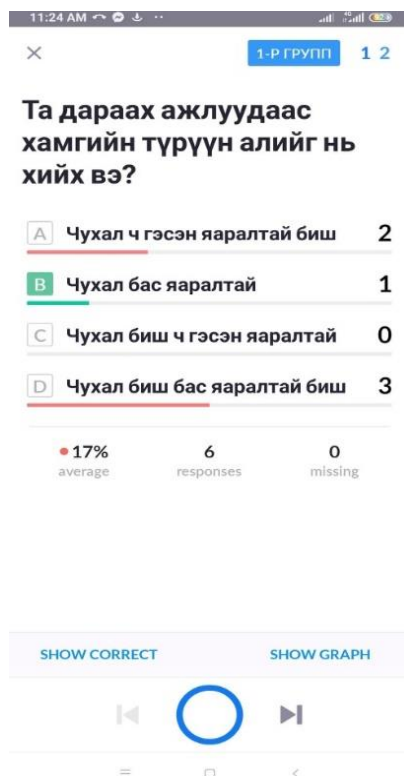 11:24 AM
1-Р ГРУПП 1 2
Та дараах ажлуудаас
хамгийн түрүүн алийг нь
хийх вэ?
A Чухал ч гэсэн яаралтай биш 2
B Чухал бас яаралтай 1
C Чухал биш ч гэсэн яаралтай 0
D Чухал биш бас яаралтай биш 3
17% 6 0
average responses missing
SHOW CORRECT SHOW GRAPH